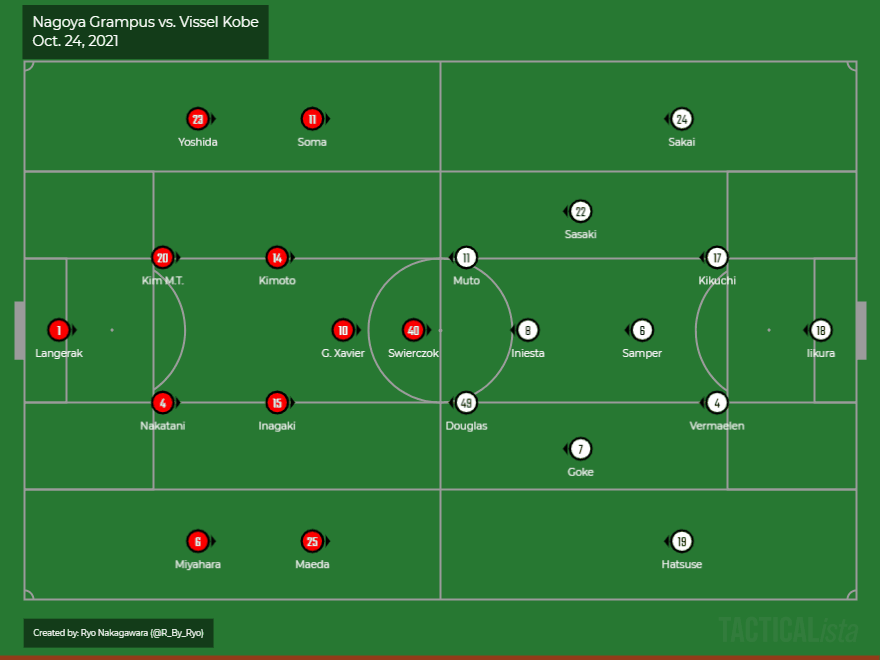 Nagoya Grampus vs. Vissel Kobe
Oct. 24, 2021
23
Yoshida
11
Soma
24
Sakai
22
Sasaki
20
Kim M.T.
14
Kimoto
11
Muto
17
Kikuchi
1
Langerak
10
G. Xavier
40
Swierczok
8
Iniesta
6
Samper
18
Iikura
4
Nakatani
15
Inagaki
49
Douglas
4
Vermaelen
7
Goke
6
Miyahara
25
Maeda
19
Hatsuse
Created by: Ryo Nakagawara (@R_By_Ryo)
TACTICALista